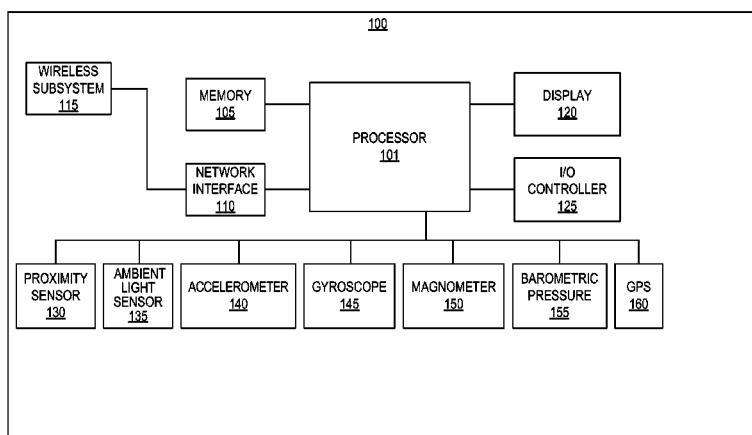 100
WIRELESS
SUBSYSTEM
115
MEMORY
105
PROCESSOR
101
DISPLAY
120
NETWORK
INTERFACE
110
I/O
CONTROLLER
125
PROXIMITY
SENSOR
130
AMBIENT
LIGHT
SENSOR
135
ACCELEROMETER
140
GYROSCOPE
145
MAGNOMETER
150
BAROMETRIC
PRESSURE
155
GPS
160